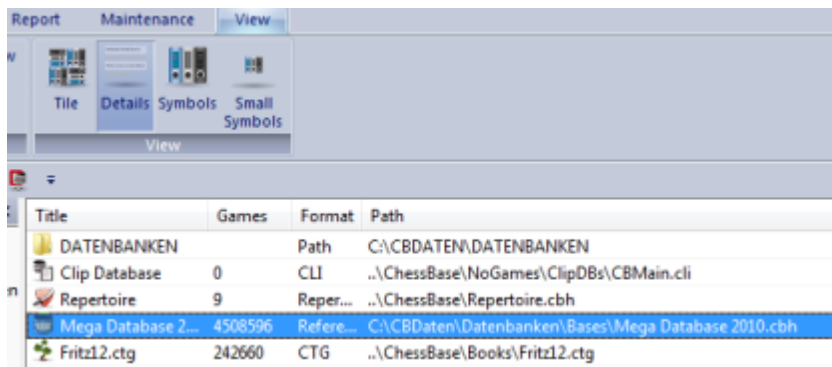 Report Maintenance View
Tile Details Symbols Small Symbols
View
Title Games Format Path
DATENBANKEN Path C:\CBDATEN\DATENBANKEN
Clip Database 0 CLI ..\ChessBase\NoGames\ClipDBs\CBMain.cli
Repertoire 9 Reper... ..\ChessBase\Repertoire.cbh
Mega Database 2... 4508596 Refere... C:\CBDaten\Datenbanken\Bases\Mega Database 2010.cbh
Fritz12.ctg 242660 CTG ..\ChessBase\Books\Fritz12.ctg